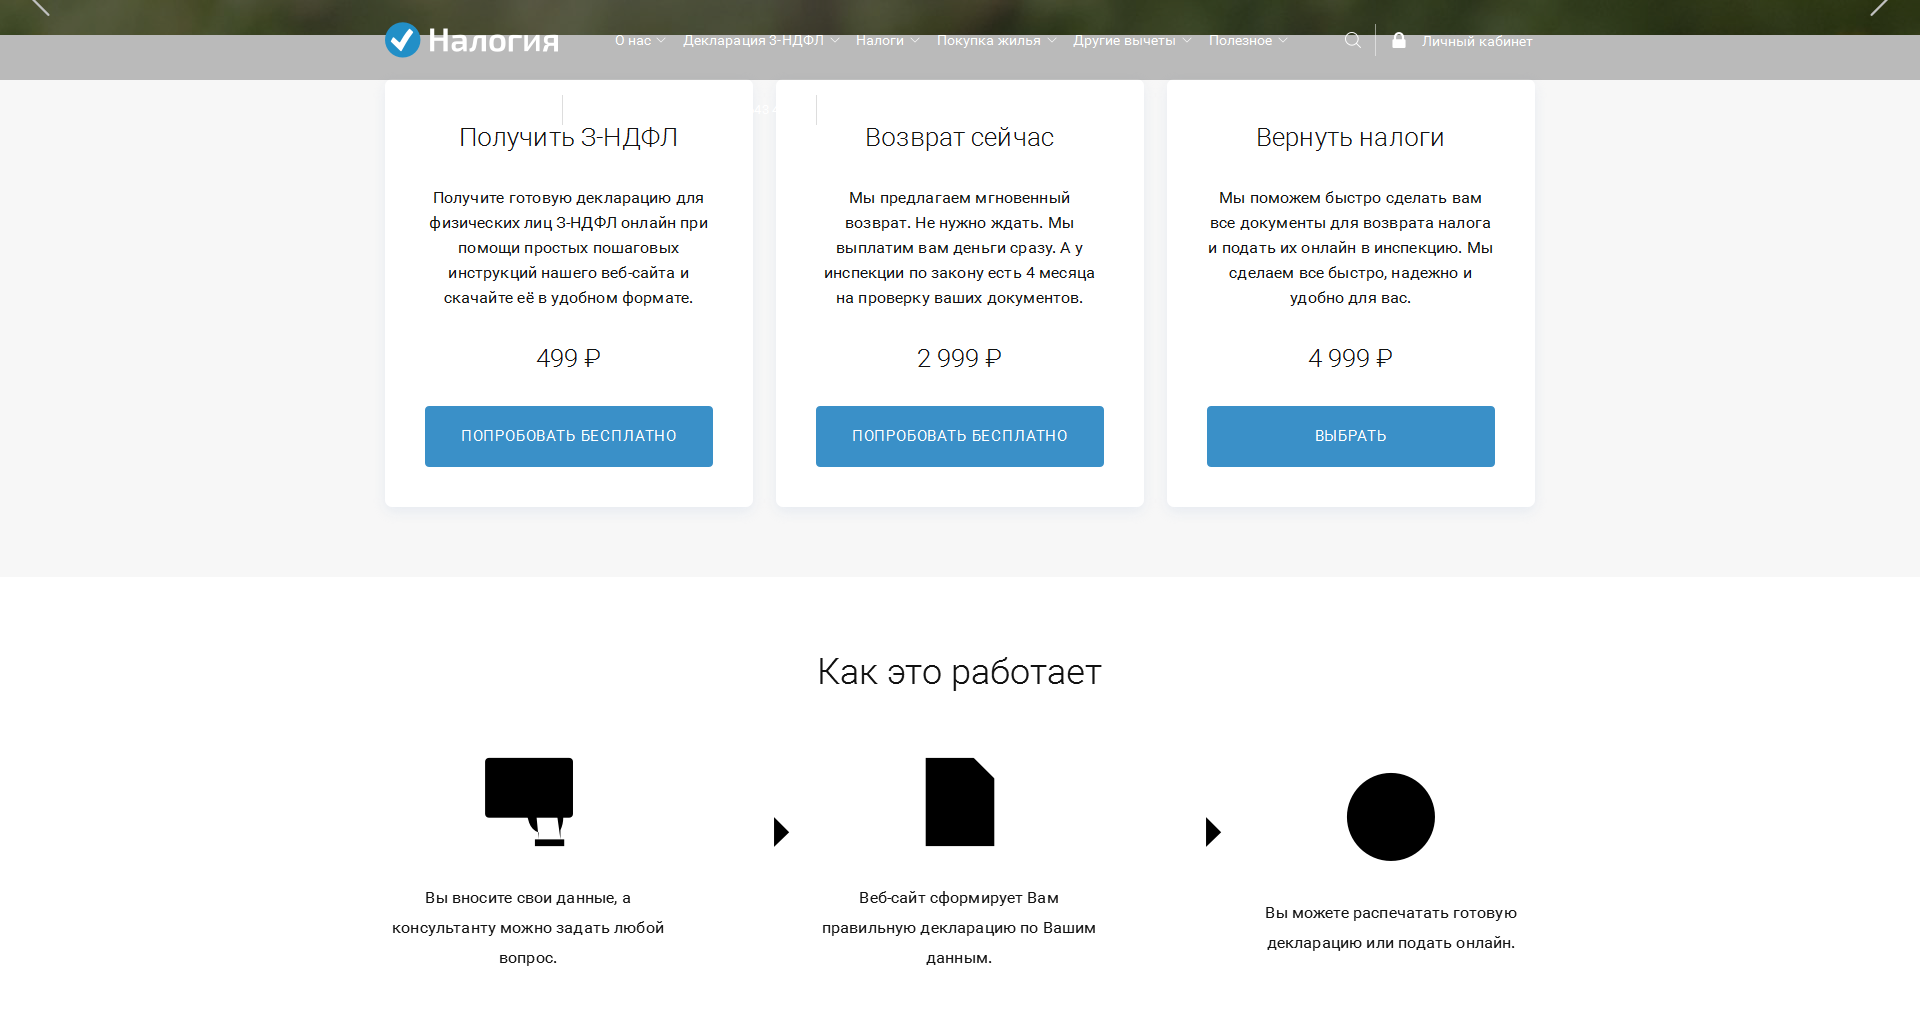 Налогия
О нас
Декларация 3-НДФЛ
Налоги
Покупка жилья
Другие вычеты
Полезное
Личный кабинет
Получить 3-НДФЛ
Получите готовую декларацию для
физических лиц 3-НДФЛ онлайн при
помощи простых пошаговых
инструкций нашего веб-сайта и
скачайте её в удобном формате.
499 ₽
ПОПРОБОВАТЬ БЕСПЛАТНО
Возврат сейчас
Мы предлагаем мгновенный
возврат. Не нужно ждать. Мы
выплатим вам деньги сразу. А у
инспекции по закону есть 4 месяца
на проверку ваших документов.
2 999 ₽
ПОПРОБОВАТЬ БЕСПЛАТНО
Вернуть налоги
Мы поможем быстро сделать вам
все документы для возврата налога
и подать их онлайн в инспекцию. Мы
сделаем все быстро, надежно и
удобно для вас.
4 999 ₽
ВЫБРАТЬ
Как это работает
Вы вносите свои данные, а
консультанту можно задать любой
вопрос.
Веб-сайт сформирует Вам
правильную декларацию по Вашим
данным.
Вы можете распечатать готовую
декларацию или подать онлайн.